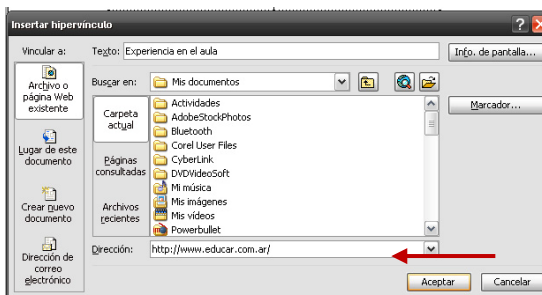 Insertar hipervínculo
Vincular a:
Texto: Experiencia en el aula
Info. de pantalla...
Archivo o
página Web
existente
Buscar en: Mis documentos
Marcador...
Carpeta
actual
Actividades
AdobeStockPhotos
Bluetooth
Corel User Files
CyberLink
DVDVideoSoft
Mi música
Mis imágenes
Mis vídeos
Powerbullet
Lugar de este
documento
Páginas
consultadas
Crear nuevo
documento
Archivos
recientes
Dirección de
correo
electrónico
Dirección: http://www.educar.com.ar/
Aceptar
Cancelar